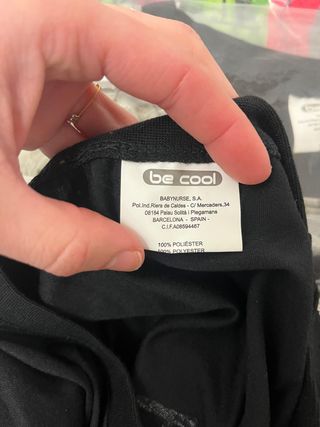 be cool
BABYNURSE, S.A.
Pol.Ind.Riera de Caldes - C/ Mercaders,34
08184 Palau Solità i Plegamans
BARCELONA - SPAIN -
C.I.F.A08594467
100% POLIÉSTER
100% POLYESTER